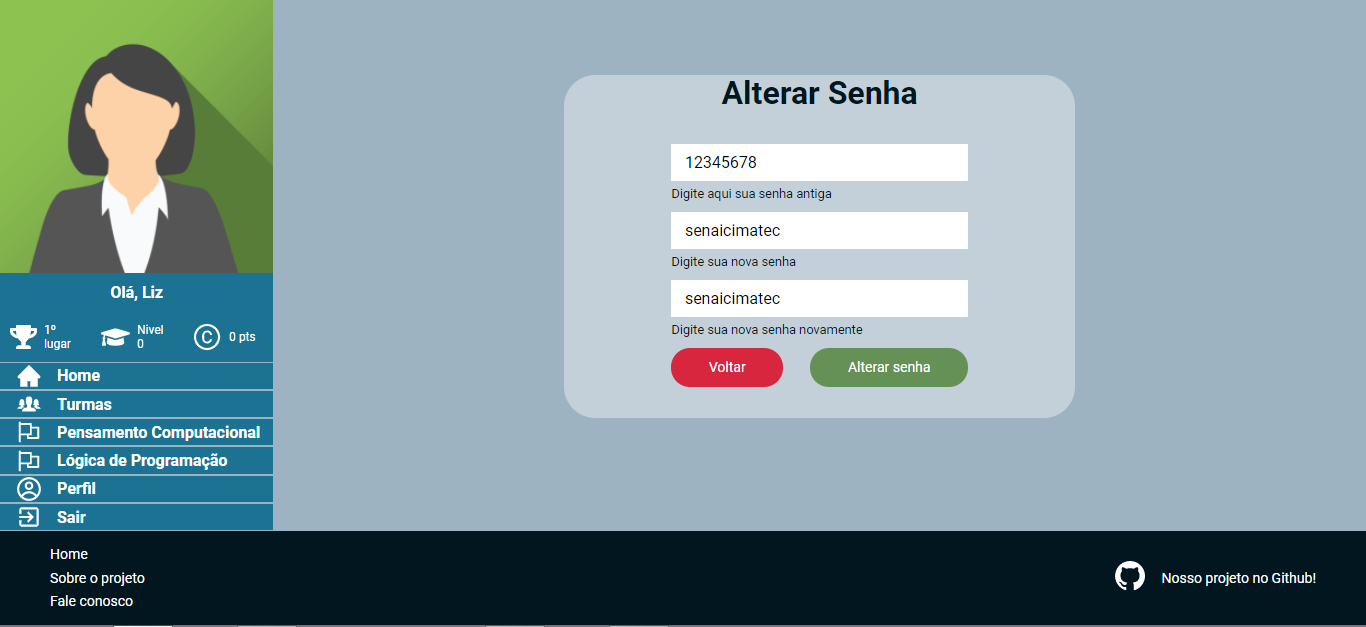 Olá, Liz
1º
lugar
Nivel
0
C
0 pts
Home
Turmas
Pensamento Computacional
Lógica de Programação
Perfil
Sair
Alterar Senha
12345678
Digite aqui sua senha antiga
senaicimatec
Digite sua nova senha
senaicimatec
Digite sua nova senha novamente
Voltar Alterar senha
Home
Sobre o projeto
Fale conosco
Nosso projeto no Github!